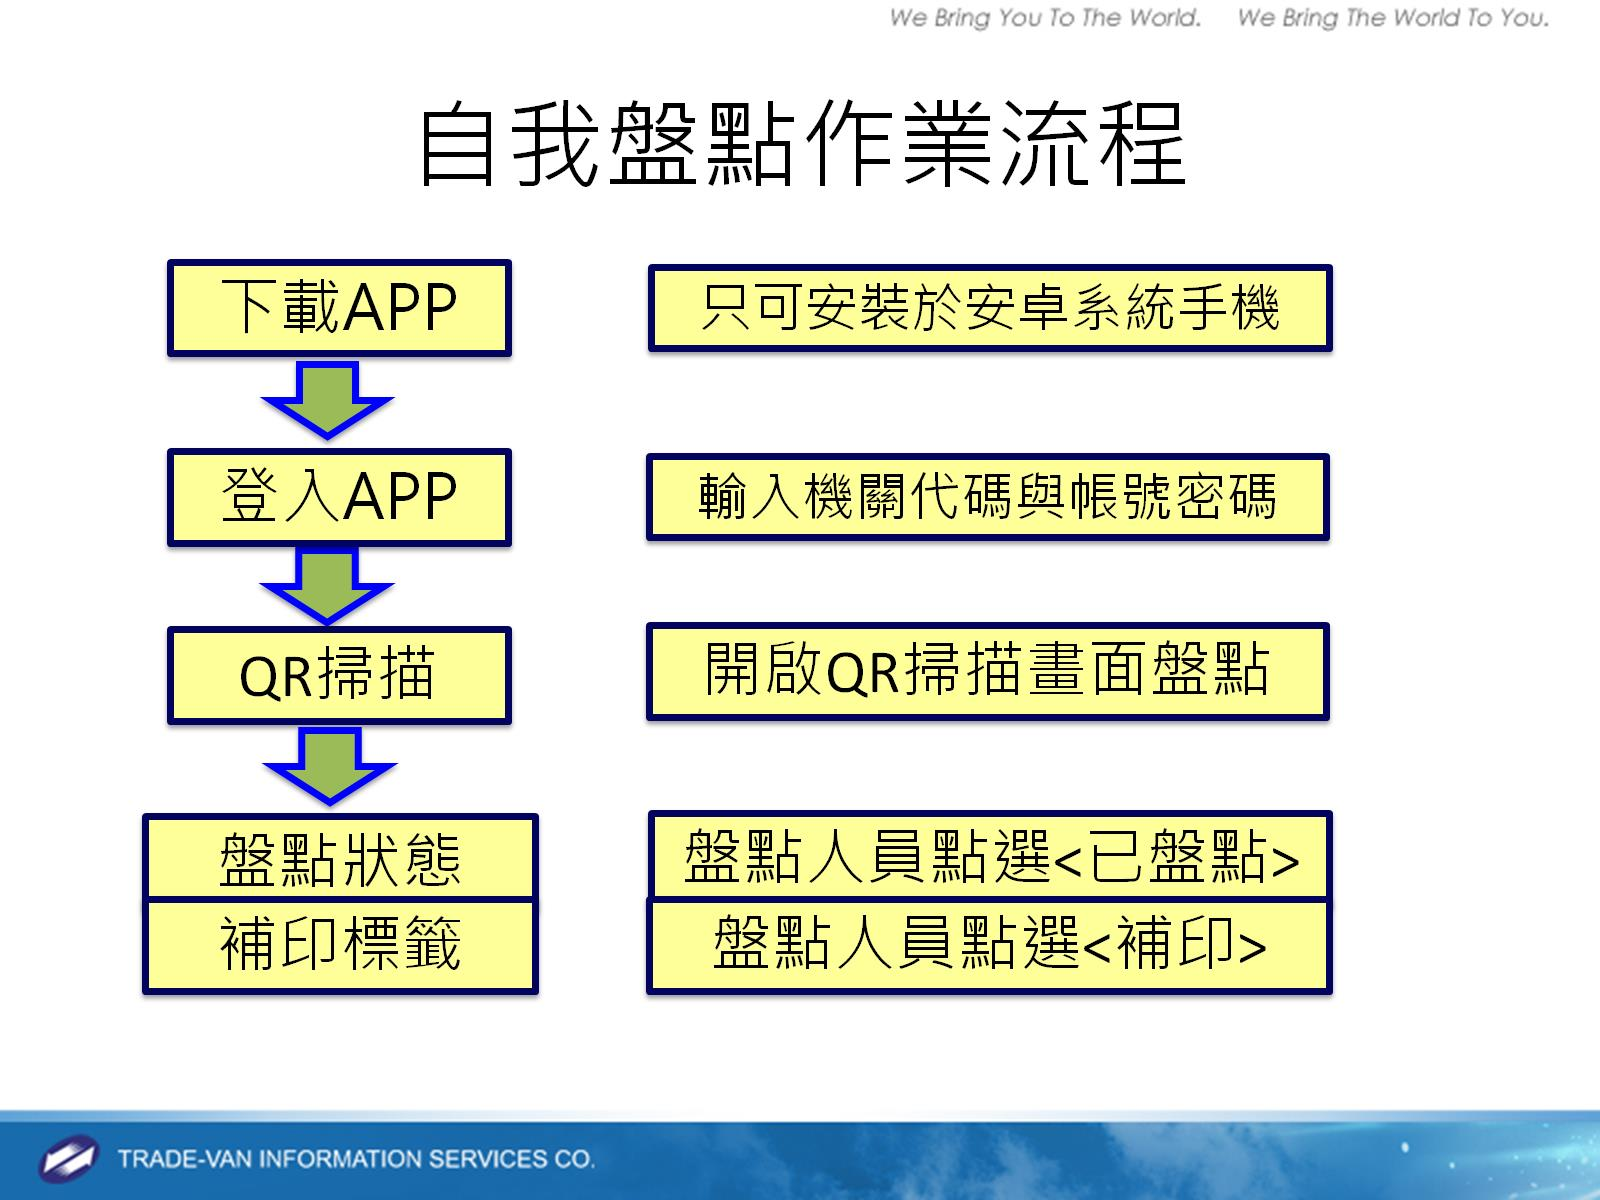 We Bring You To The World. We Bring The World To You.
自我盤點作業流程
下載APP
只可安裝於安卓系統手機
登入APP
輸入機關代碼與帳號密碼
QR掃描
開啟QR掃描畫面盤點
盤點狀態
盤點人員點選<已盤點>
補印標籤
盤點人員點選<補印>
TRADE-VAN INFORMATION SERVICES CO.